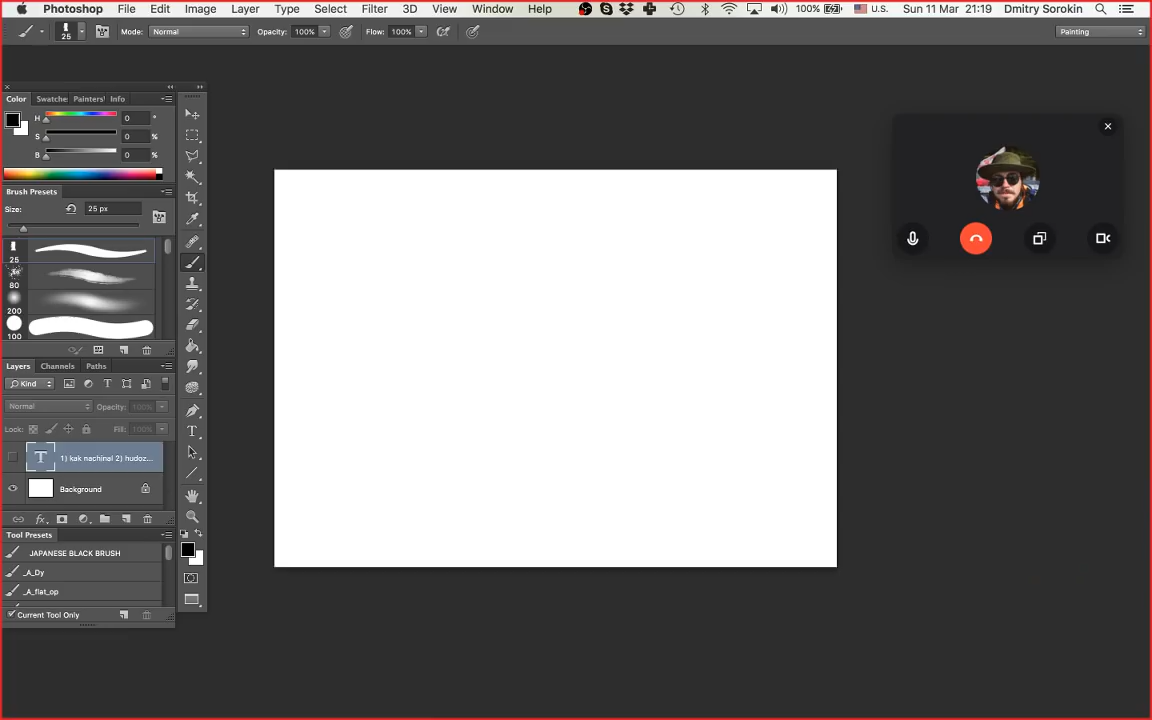 Photoshop File Edit Image Layer Type Select Filter 3D View Window Help 100% U.S. Sun 11 Mar 21:19 Dmitry Sorokin
25 Mode: Normal Opacity: 100% Flow: 100% Painting
Color Swatches Painters' Info
H 0 °
S 0 %
B 0 %
Brush Presets
Size: 25 px
25
80
200
100
Layers Channels Paths
Kind
Normal Opacity: 100%
Lock: Fill: 100%
1) kak nachinal 2) hudoz...
Background
Tool Presets
JAPANESE BLACK BRUSH
_A_Dy
_A_flat_op
Current Tool Only